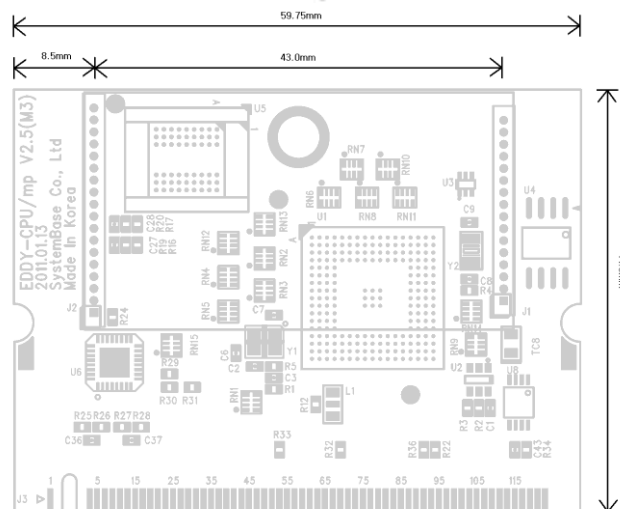 59.75mm
8.5mm
43.0mm
EDDY-CPU/mp V2.5(M3)
2011.01.13
SystemBase Co., Ltd
Made In Korea
U5
A
1
RN7
RN10
U3
U4
RN6
U1
RN8
RN11
C28
R20
R17
C27
R19
R16
RN13
RN12
RN2
RN4
RN3
RN5
C7
A
C9
Y2
C8
R4
J2
R24
J1
RN15
C6
Y1
RN9
TC8
U6
R29
C2
R5
C3
R1
U2
U8
R30
R31
RN1
R12
L1
R3
R2
C1
R25
R26
R27
R28
C36
C37
R33
R32
R36
R22
C43
R34
J3
1
5
15
25
35
45
55
65
75
85
95
105
115